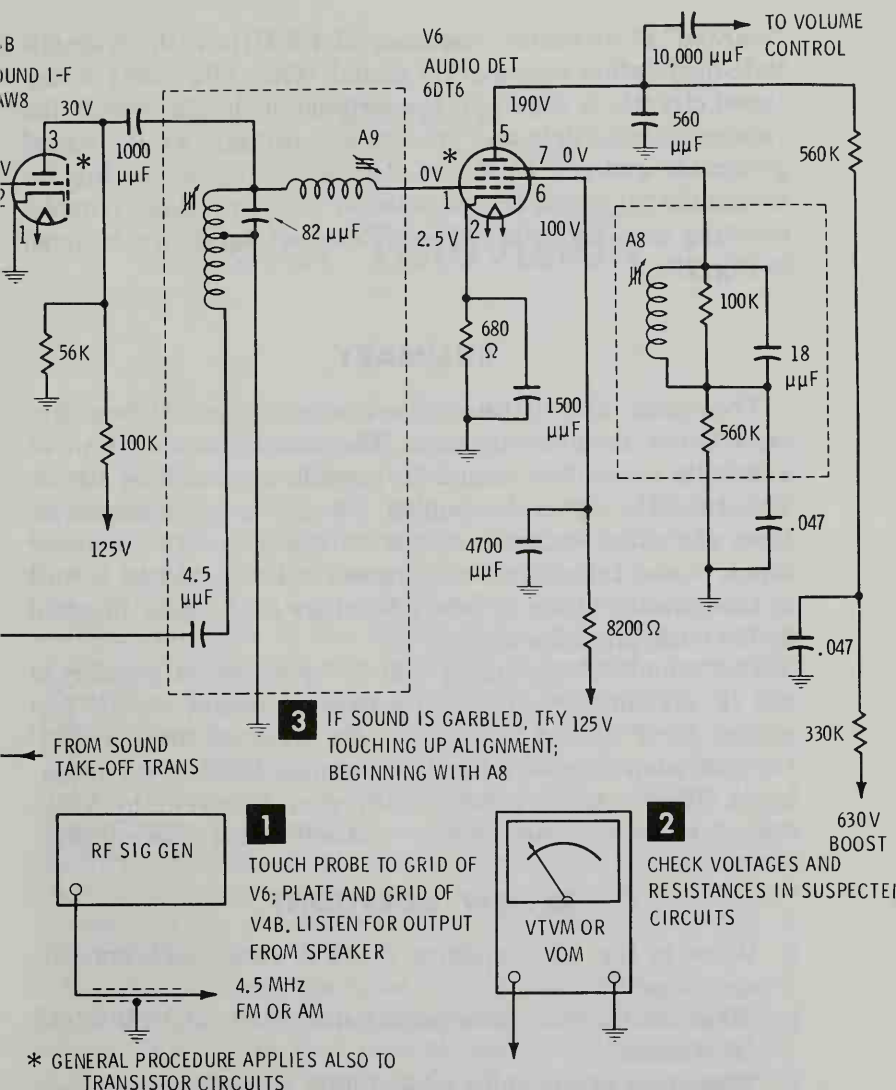 4B
V6
TO VOLUME
CONTROL
OUND I-F
AUDIO DET
10,000 µµF
AW8
6DT6
30V
190V
3
*
1000
µµF
A9
5
560
µµF
560K
V
2
1
0V
*
7 0V
1
6
82 µµF
2.5V
2
100V
A8
56K
680
Ω
100K
18
µµF
100K
1500
µµF
560K
125V
4700
µµF
.047
4.5
µµF
8200 Ω
.047
3 IF SOUND IS GARBLED, TRY
TOUCHING UP ALIGNMENT;
BEGINNING WITH A8
125V
330K
FROM SOUND
TAKE-OFF TRANS
630V
BOOST
RF SIG GEN
1
TOUCH PROBE TO GRID OF
V6; PLATE AND GRID OF
V4B. LISTEN FOR OUTPUT
FROM SPEAKER
4.5 MHz
FM OR AM
VTVM OR
VOM
2
CHECK VOLTAGES AND
RESISTANCES IN SUSPECTE
CIRCUITS
* GENERAL PROCEDURE APPLIES ALSO TO
TRANSISTOR CIRCUITS